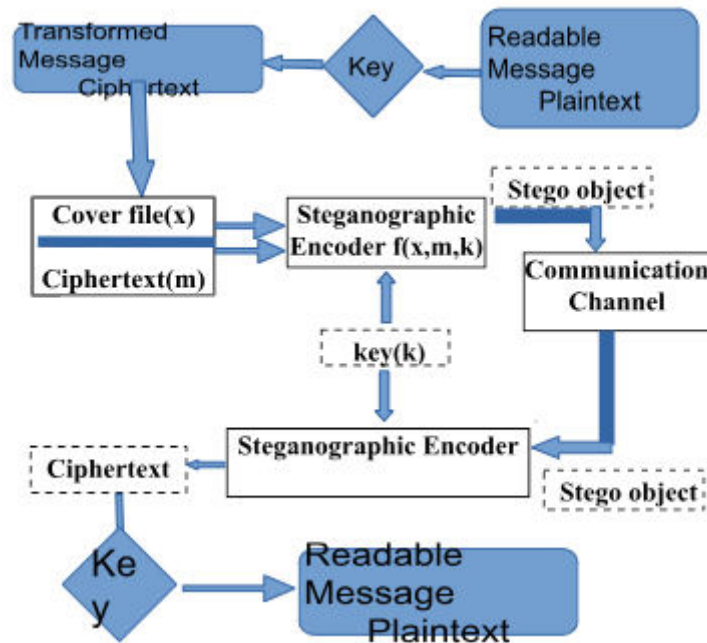 Transformed
Message
Ciphertext
Key
Readable
Message
Plaintext
Cover file(x)
Ciphertext(m)
Steganographic
Encoder f(x,m,k)
Stego object
Communication
Channel
key(k)
Steganographic Encoder
Ciphertext
Stego object
Ke
y
Readable
Message
Plaintext